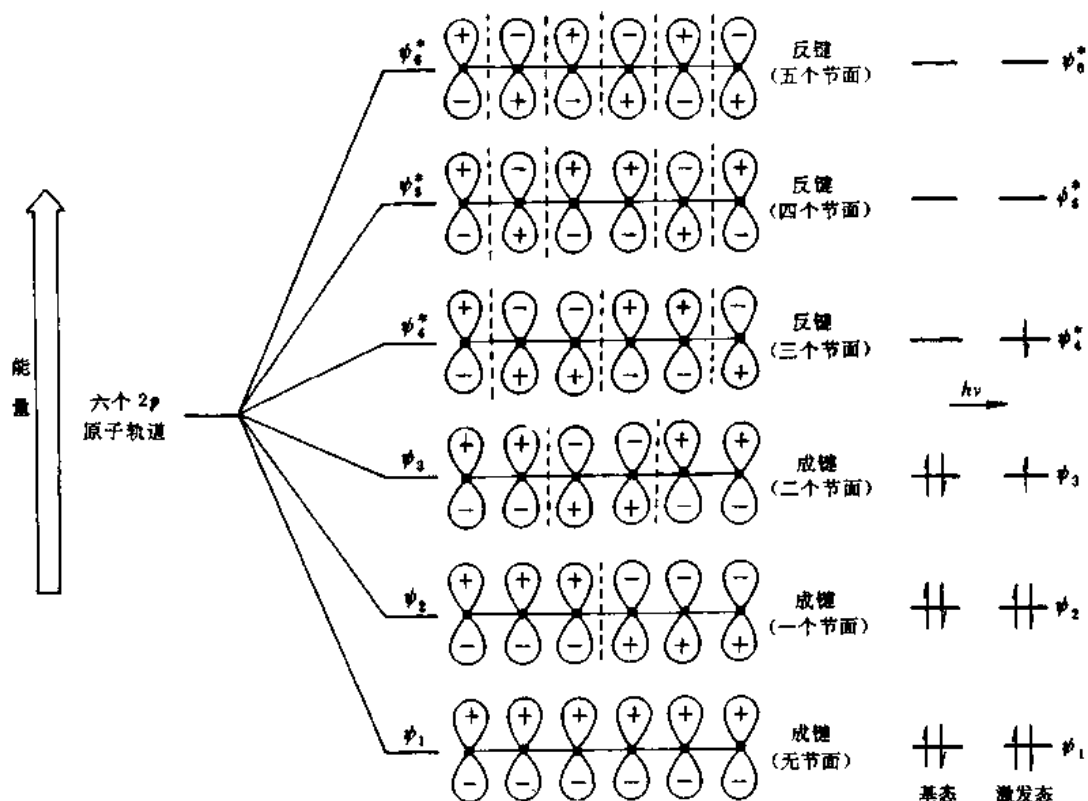 ψ₆*
+ - + - + -
- + - + - +
反键
(五个节面)
ψ₆*
ψ₅*
+ - + + - +
- + - - + -
反键
(四个节面)
ψ₅*
ψ₄*
+ - - + + -
- + + - - +
反键
(三个节面)
ψ₄*
hν
能量
六个 2p
原子轨道
ψ₃
+ + - - + +
- - + + - -
成键
(二个节面)
ψ₃
ψ₂
+ + + - - -
- - - + + +
成键
(一个节面)
ψ₂
ψ₁
+ + + + + +
- - - - - -
成键
(无节面)
ψ₁
基态 激发态